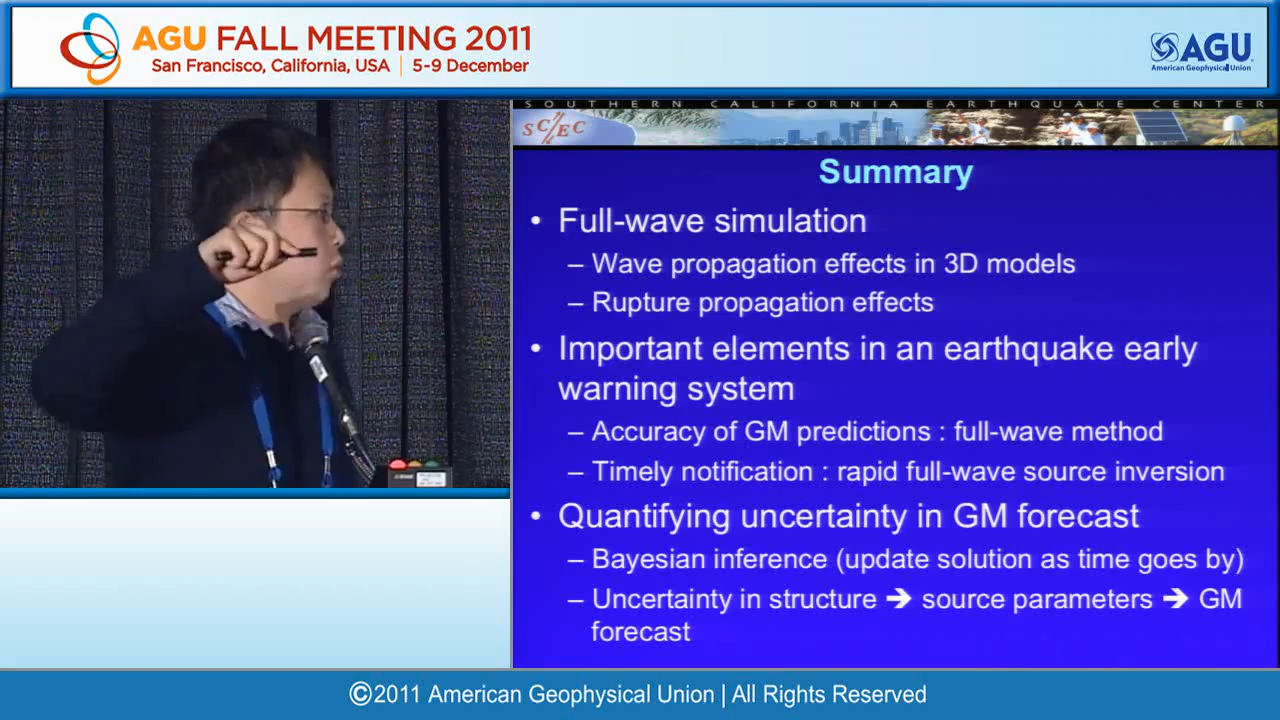 AGU FALL MEETING 2011
San Francisco, California, USA | 5-9 December
AGU
American Geophysical Union
SOUTHERN CALIFORNIA EARTHQUAKE CENTER
SC/EC
Summary
• Full-wave simulation
– Wave propagation effects in 3D models
– Rupture propagation effects
• Important elements in an earthquake early
warning system
– Accuracy of GM predictions : full-wave method
– Timely notification : rapid full-wave source inversion
• Quantifying uncertainty in GM forecast
– Bayesian inference (update solution as time goes by)
– Uncertainty in structure ➔ source parameters ➔ GM
forecast
©2011 American Geophysical Union | All Rights Reserved